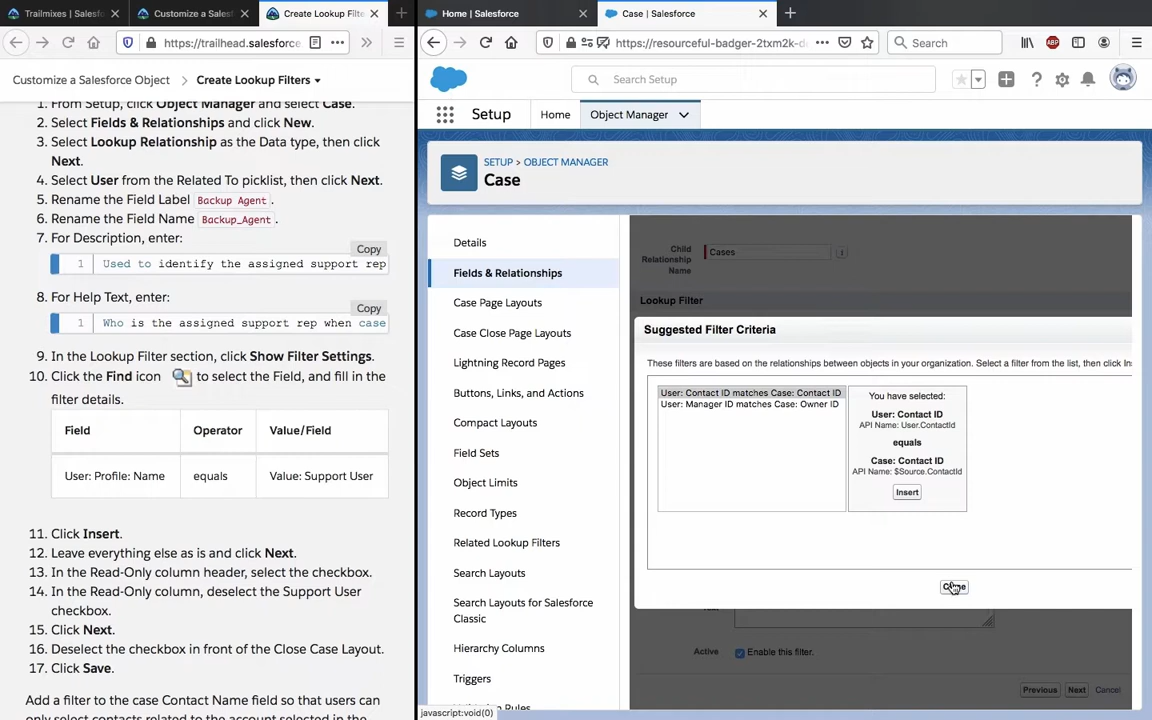 Trailmixes | Salesforce
Customize a Salesfo
Create Lookup Filte
Home | Salesforce
Case | Salesforce
https://trailhead.salesforce
https://resourceful-badger-2txm2k-d
Search
ABP
Customize a Salesforce Object
Create Lookup Filters
1. From Setup, click Object Manager and select Case.
2. Select Fields & Relationships and click New.
3. Select Lookup Relationship as the Data type, then click
Next.
4. Select User from the Related To picklist, then click Next.
5. Rename the Field Label Backup Agent.
6. Rename the Field Name Backup_Agent.
7. For Description, enter:
Copy
1 Used to identify the assigned support rep
8. For Help Text, enter:
Copy
1 Who is the assigned support rep when case
9. In the Lookup Filter section, click Show Filter Settings.
10. Click the Find icon to select the Field, and fill in the
filter details.
Field Operator Value/Field
User: Profile: Name equals Value: Support User
11. Click Insert.
12. Leave everything else as is and click Next.
13. In the Read-Only column header, select the checkbox.
14. In the Read-Only column, deselect the Support User
checkbox.
15. Click Next.
16. Deselect the checkbox in front of the Close Case Layout.
17. Click Save.
Add a filter to the case Contact Name field so that users can
only select contacts related to the account selected in the
Search Setup
Setup
Home
Object Manager
SETUP > OBJECT MANAGER
Case
Details
Fields & Relationships
Case Page Layouts
Case Close Page Layouts
Lightning Record Pages
Buttons, Links, and Actions
Compact Layouts
Field Sets
Object Limits
Record Types
Related Lookup Filters
Search Layouts
Search Layouts for Salesforce
Classic
Hierarchy Columns
Triggers
Validation Rules
javascript:void(0)
Child
Relationship
Name
Cases
Lookup Filter
Suggested Filter Criteria
These filters are based on the relationships between objects in your organization. Select a filter from the list, then click In
User: Contact ID matches Case: Contact ID
User: Manager ID matches Case: Owner ID
You have selected:
User: Contact ID
API Name: User.ContactId
equals
Case: Contact ID
API Name: $Source.ContactId
Insert
Text
Active
Enable this filter.
Previous
Next
Cancel